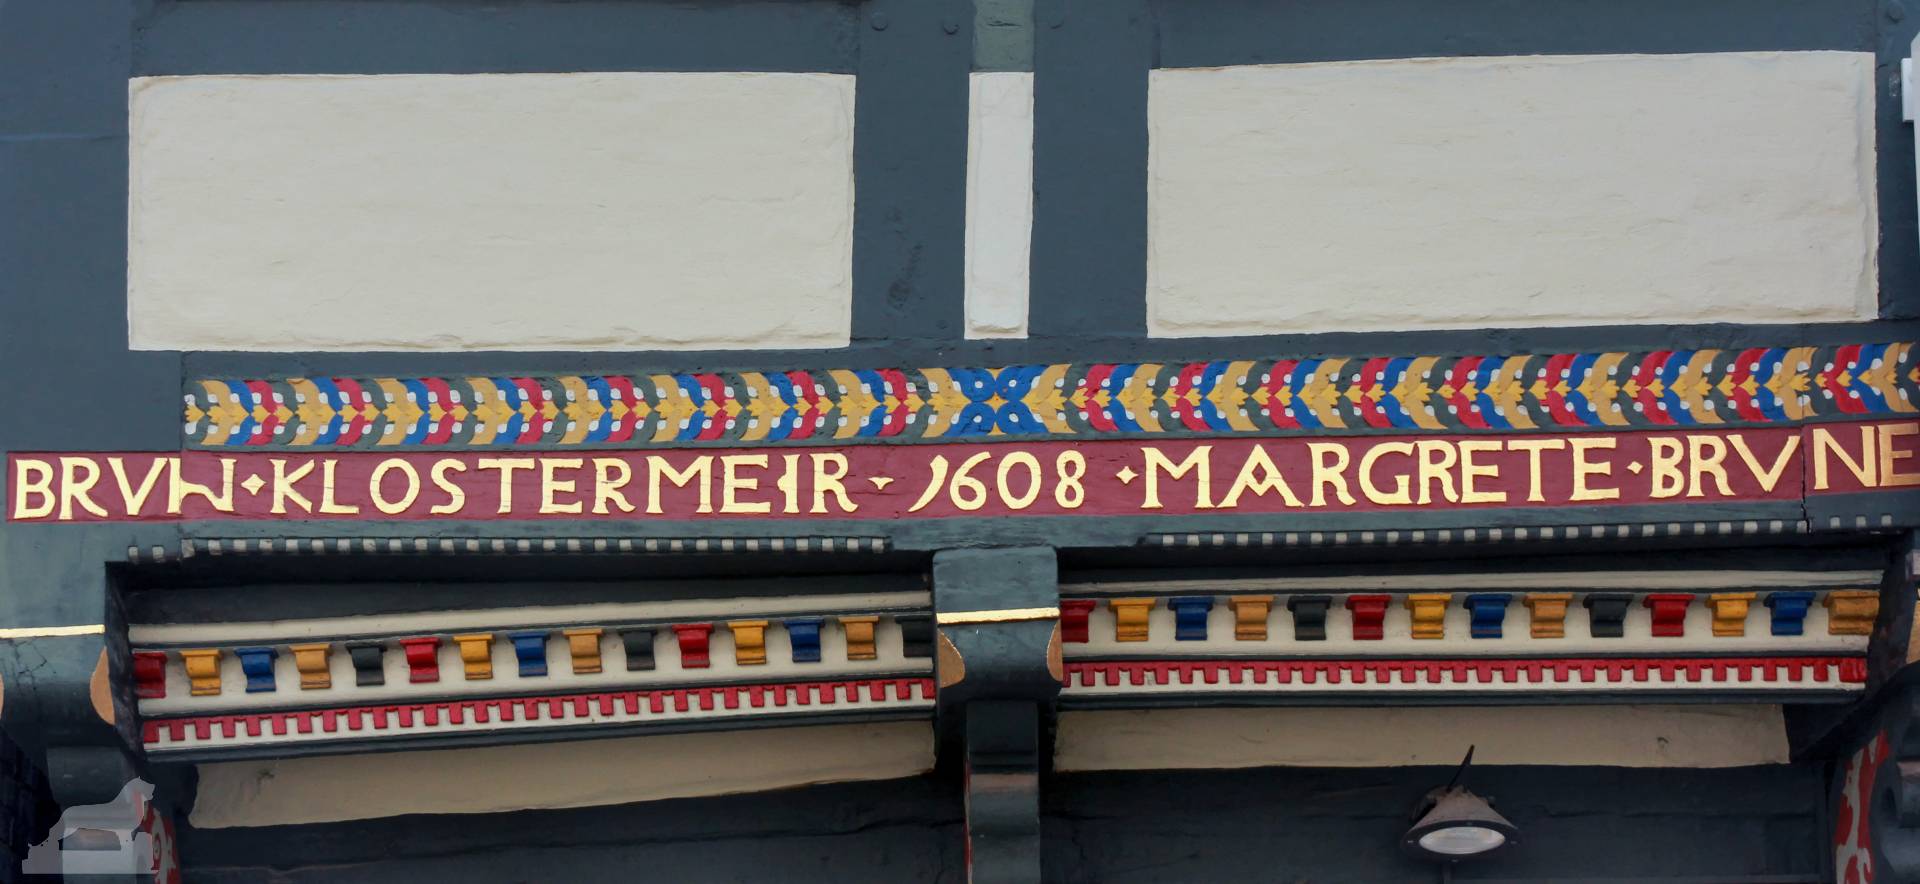 BRVN·KLOSTERMEIR · 1608 · MARGRETE·BRVNE